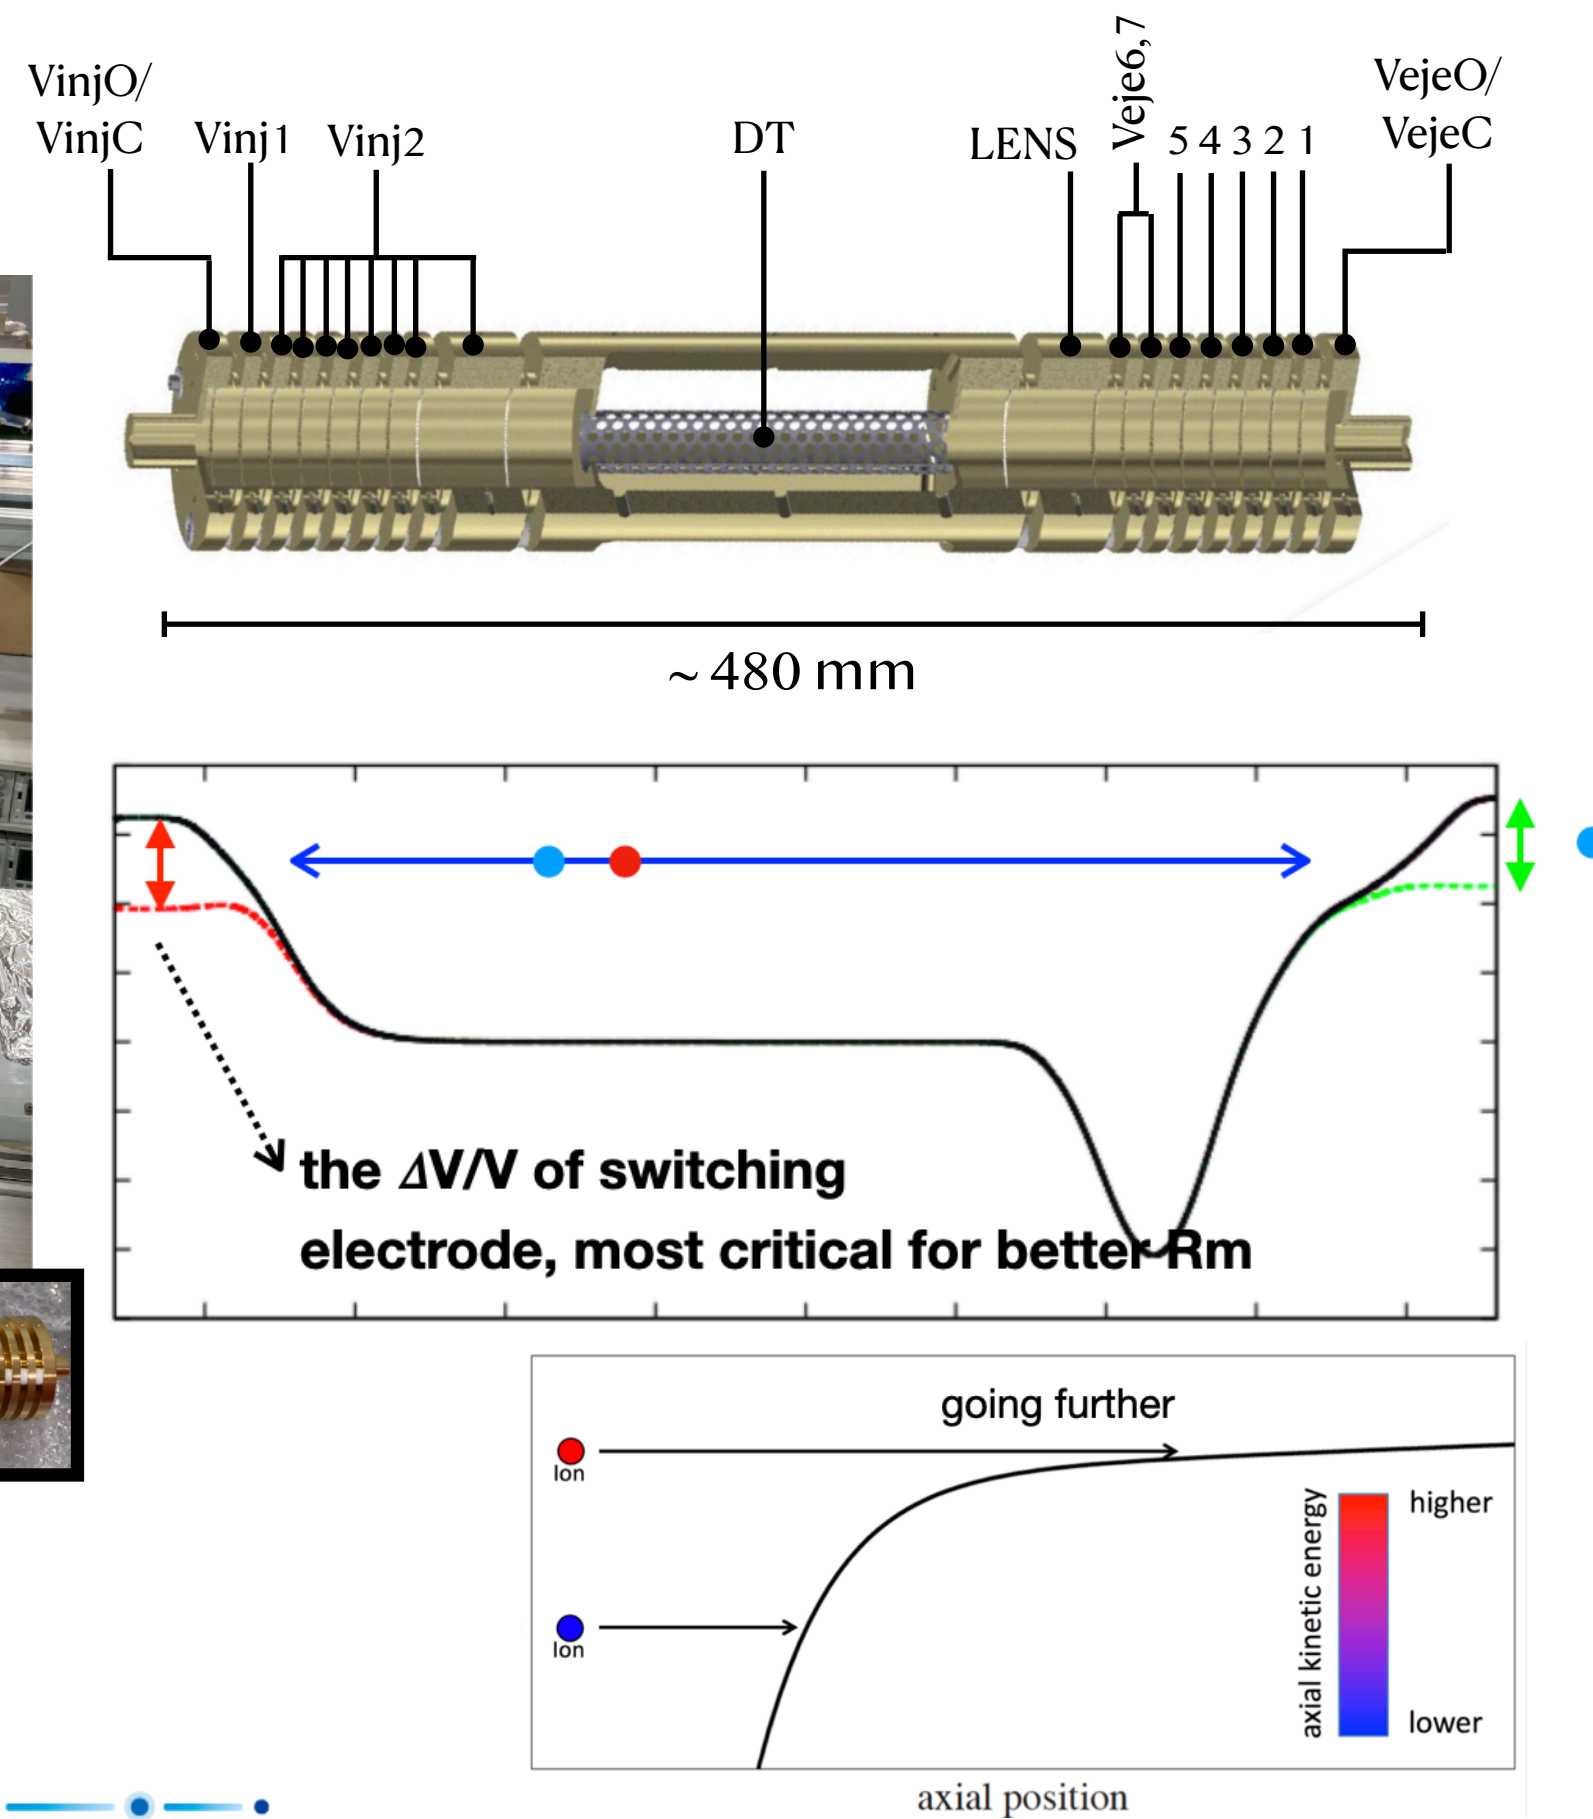 VinjO/
VinjC
Vinj1
Vinj2
DT
LENS
Veje6,7
5 4 3 2 1
VejeO/
VejeC
~ 480 mm
the ΔV/V of switching
electrode, most critical for better Rm
going further
Ion
Ion
axial kinetic energy
higher
lower
axial position